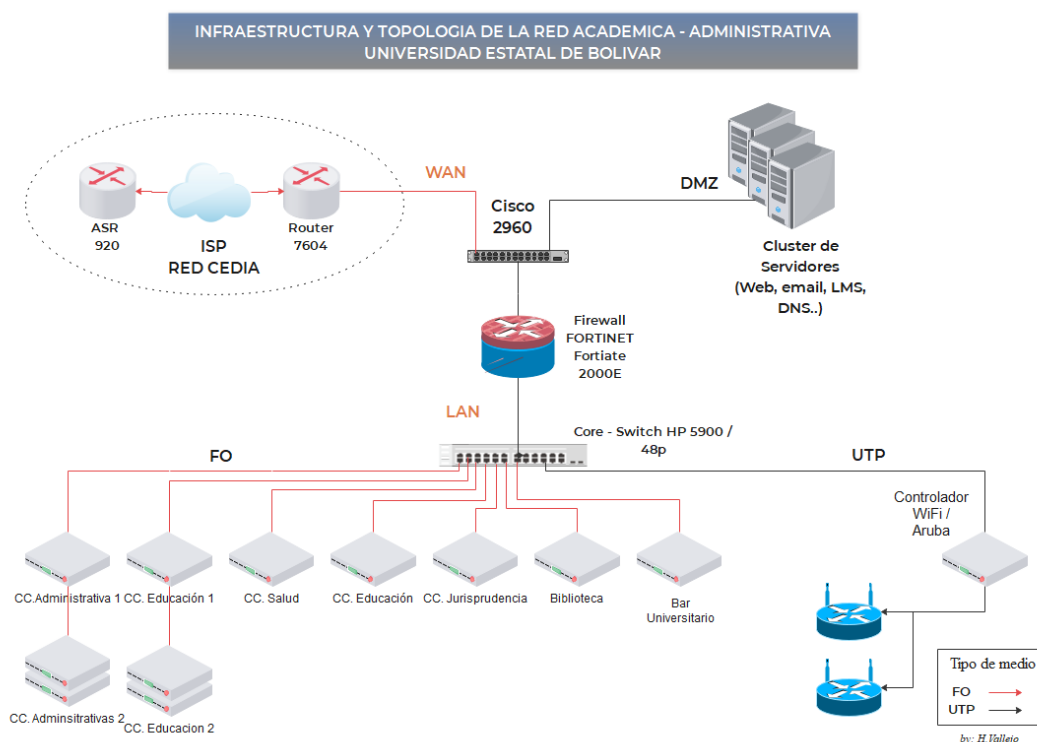 INFRAESTRUCTURA Y TOPOLOGIA DE LA RED ACADEMICA - ADMINISTRATIVA
UNIVERSIDAD ESTATAL DE BOLIVAR
WAN
DMZ
ASR
920
ISP
RED CEDIA
Router
7604
Cisco
2960
Cluster de
Servidores
(Web, email, LMS,
DNS..)
Firewall
FORTINET
Fortiate
2000E
LAN
Core - Switch HP 5900 /
48p
FO
UTP
Controlador
WiFi /
Aruba
CC.Administrativa 1
CC. Educación 1
CC. Salud
CC. Educación
CC. Jurisprudencia
Biblioteca
Bar
Universitario
CC. Adminsitrativas 2
CC. Educacion 2
Tipo de medio
FO
UTP
by: H.Vallejo